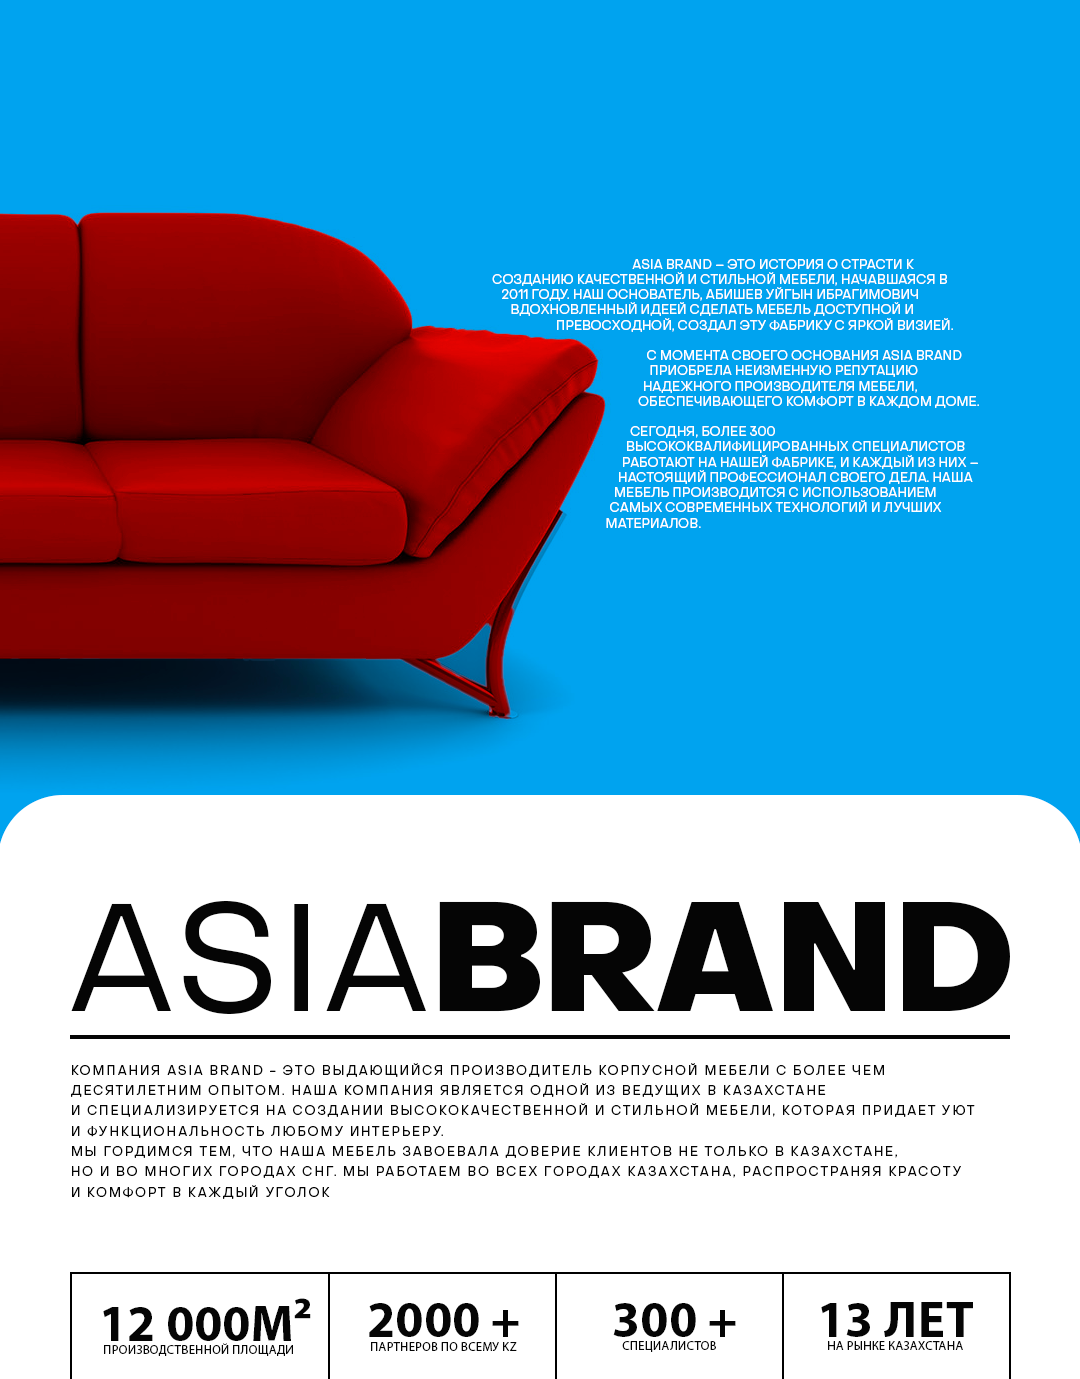 ASIA BRAND – ЭТО ИСТОРИЯ О СТРАСТИ К
СОЗДАНИЮ КАЧЕСТВЕННОЙ И СТИЛЬНОЙ МЕБЕЛИ, НАЧАВШАЯСЯ В
2011 ГОДУ. НАШ ОСНОВАТЕЛЬ, АБИШЕВ УЙГЫН ИБРАГИМОВИЧ
ВДОХНОВЛЕННЫЙ ИДЕЕЙ СДЕЛАТЬ МЕБЕЛЬ ДОСТУПНОЙ И
ПРЕВОСХОДНОЙ, СОЗДАЛ ЭТУ ФАБРИКУ С ЯРКОЙ ВИЗИЕЙ.
С МОМЕНТА СВОЕГО ОСНОВАНИЯ ASIA BRAND
ПРИОБРЕЛА НЕИЗМЕННУЮ РЕПУТАЦИЮ
НАДЕЖНОГО ПРОИЗВОДИТЕЛЯ МЕБЕЛИ,
ОБЕСПЕЧИВАЮЩЕГО КОМФОРТ В КАЖДОМ ДОМЕ.
СЕГОДНЯ, БОЛЕЕ 300
ВЫСОКОКВАЛИФИЦИРОВАННЫХ СПЕЦИАЛИСТОВ
РАБОТАЮТ НА НАШЕЙ ФАБРИКЕ, И КАЖДЫЙ ИЗ НИХ –
НАСТОЯЩИЙ ПРОФЕССИОНАЛ СВОЕГО ДЕЛА. НАША
МЕБЕЛЬ ПРОИЗВОДИТСЯ С ИСПОЛЬЗОВАНИЕМ
САМЫХ СОВРЕМЕННЫХ ТЕХНОЛОГИЙ И ЛУЧШИХ
МАТЕРИАЛОВ.
ASIABRAND
КОМПАНИЯ ASIA BRAND - ЭТО ВЫДАЮЩИЙСЯ ПРОИЗВОДИТЕЛЬ КОРПУСНОЙ МЕБЕЛИ С БОЛЕЕ ЧЕМ
ДЕСЯТИЛЕТНИМ ОПЫТОМ. НАША КОМПАНИЯ ЯВЛЯЕТСЯ ОДНОЙ ИЗ ВЕДУЩИХ В КАЗАХСТАНЕ
И СПЕЦИАЛИЗИРУЕТСЯ НА СОЗДАНИИ ВЫСОКОКАЧЕСТВЕННОЙ И СТИЛЬНОЙ МЕБЕЛИ, КОТОРАЯ ПРИДАЕТ УЮТ
И ФУНКЦИОНАЛЬНОСТЬ ЛЮБОМУ ИНТЕРЬЕРУ.
МЫ ГОРДИМСЯ ТЕМ, ЧТО НАША МЕБЕЛЬ ЗАВОЕВАЛА ДОВЕРИЕ КЛИЕНТОВ НЕ ТОЛЬКО В КАЗАХСТАНЕ,
НО И ВО МНОГИХ ГОРОДАХ СНГ. МЫ РАБОТАЕМ ВО ВСЕХ ГОРОДАХ КАЗАХСТАНА, РАСПРОСТРАНЯЯ КРАСОТУ
И КОМФОРТ В КАЖДЫЙ УГОЛОК
12 000М²
ПРОИЗВОДСТВЕННОЙ ПЛОЩАДИ
2000 +
ПАРТНЕРОВ ПО ВСЕМУ KZ
300 +
СПЕЦИАЛИСТОВ
13 ЛЕТ
НА РЫНКЕ КАЗАХСТАНА